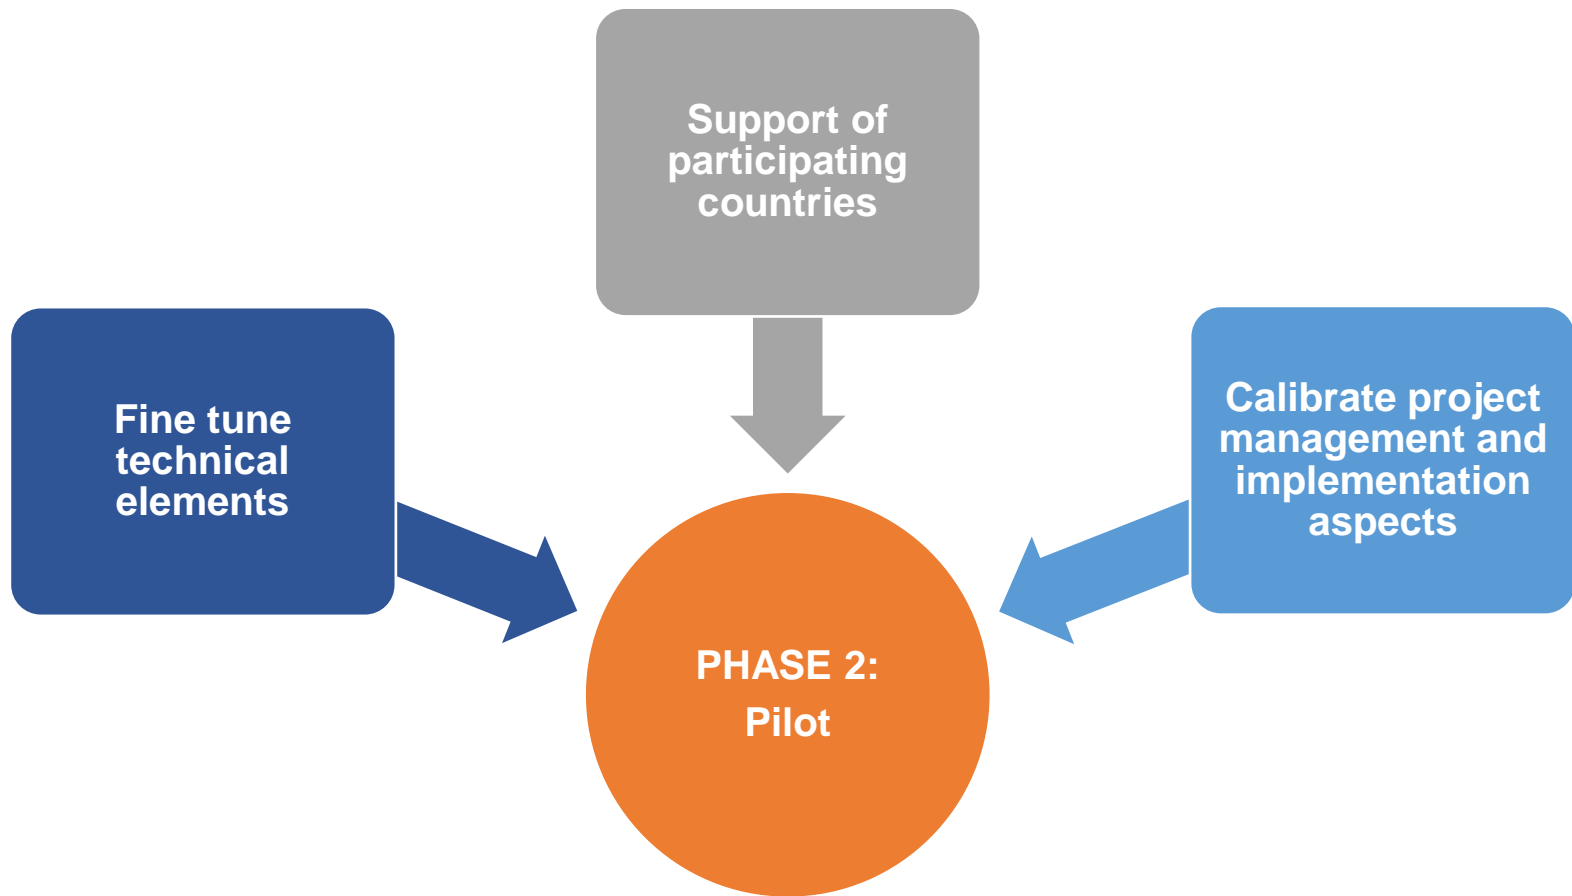 Support of
participating
countries
Fine tune
technical
elements
Calibrate project
management and
implementation
aspects
PHASE 2:
Pilot